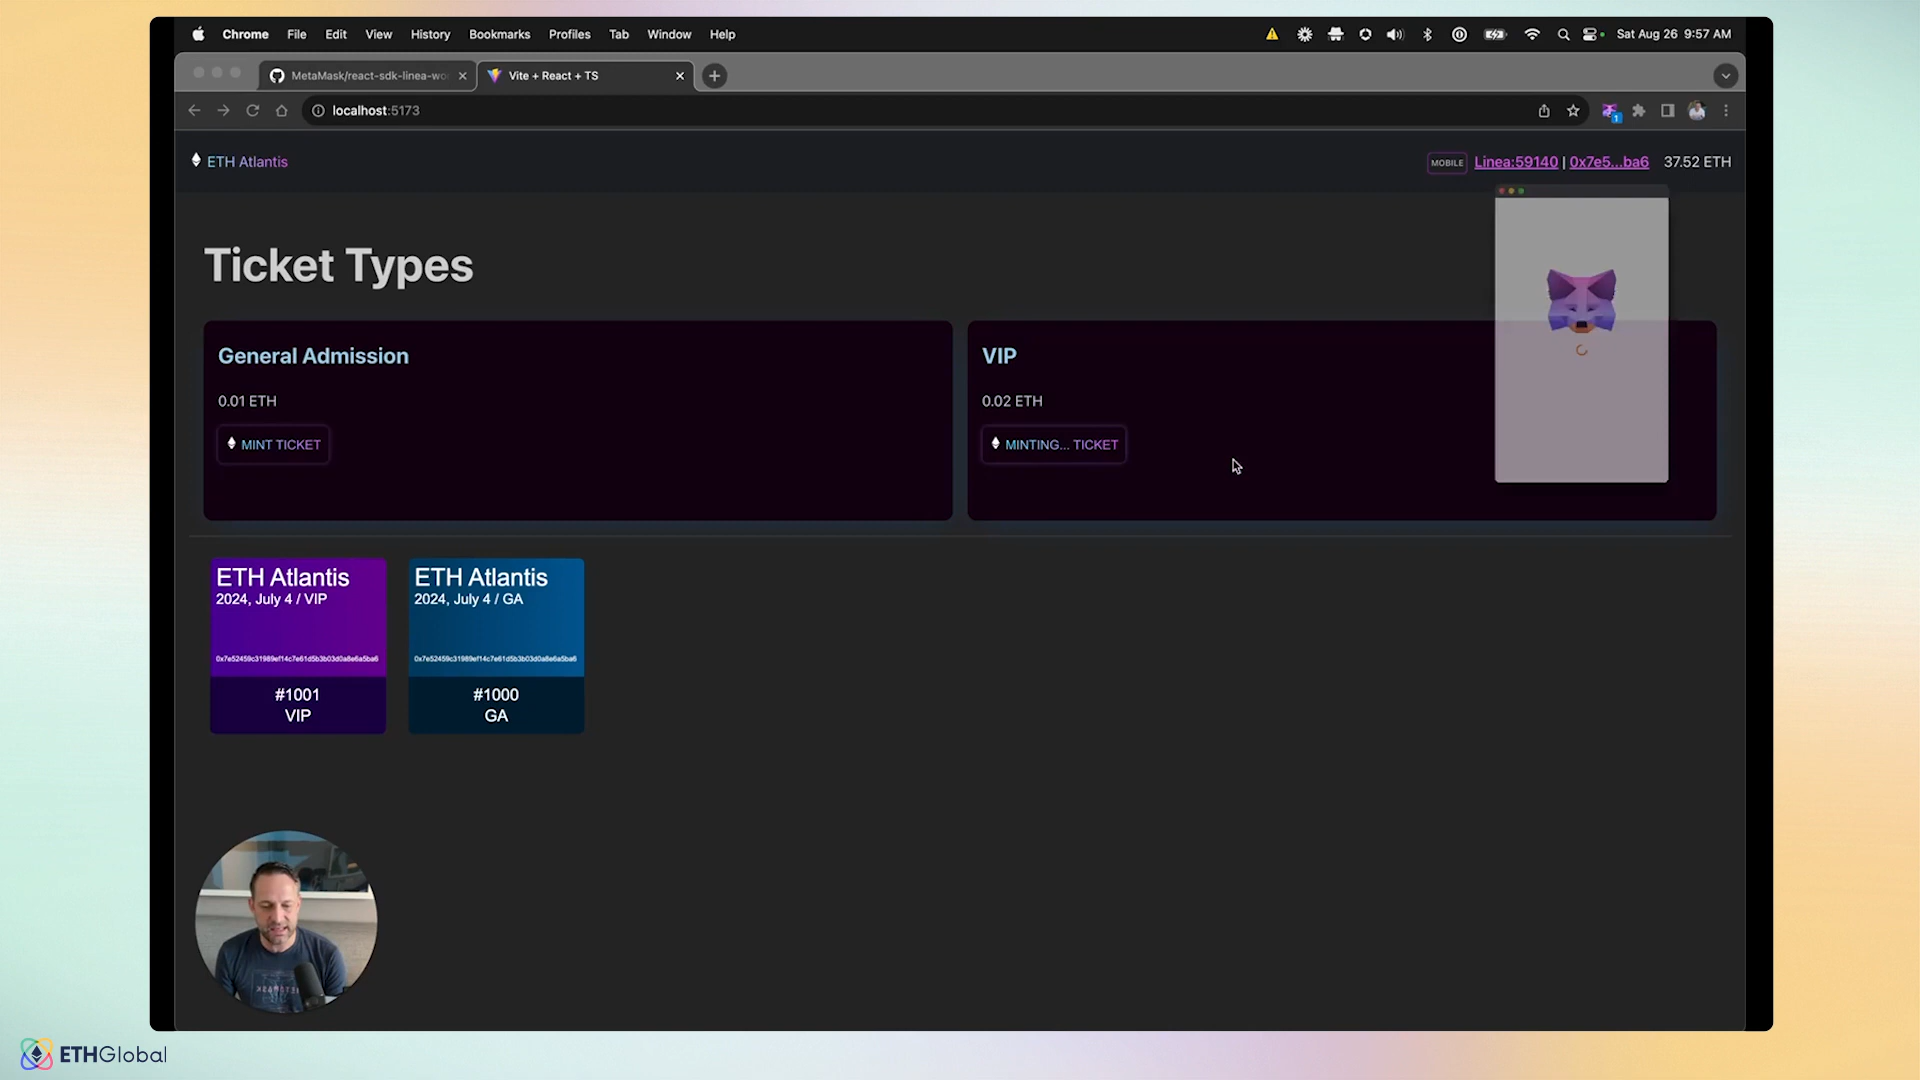 Chrome File Edit View History Bookmarks Profiles Tab Window Help Sat Aug 26 9:57 AM
MetaMask/react-sdk-linea-wo
Vite + React + TS
localhost:5173
1
ETH Atlantis
MOBILE Linea:59140 | 0x7e5...ba6 37.52 ETH
Ticket Types
General Admission
0.01 ETH
MINT TICKET
VIP
0.02 ETH
MINTING... TICKET
ETH Atlantis
2024, July 4 / VIP
0x7e52459c31989ef14c7e61d5b3b03d0a8e6a5ba6
#1001
VIP
ETH Atlantis
2024, July 4 / GA
0x7e52459c31989ef14c7e61d5b3b03d0a8e6a5ba6
#1000
GA
ETHGlobal